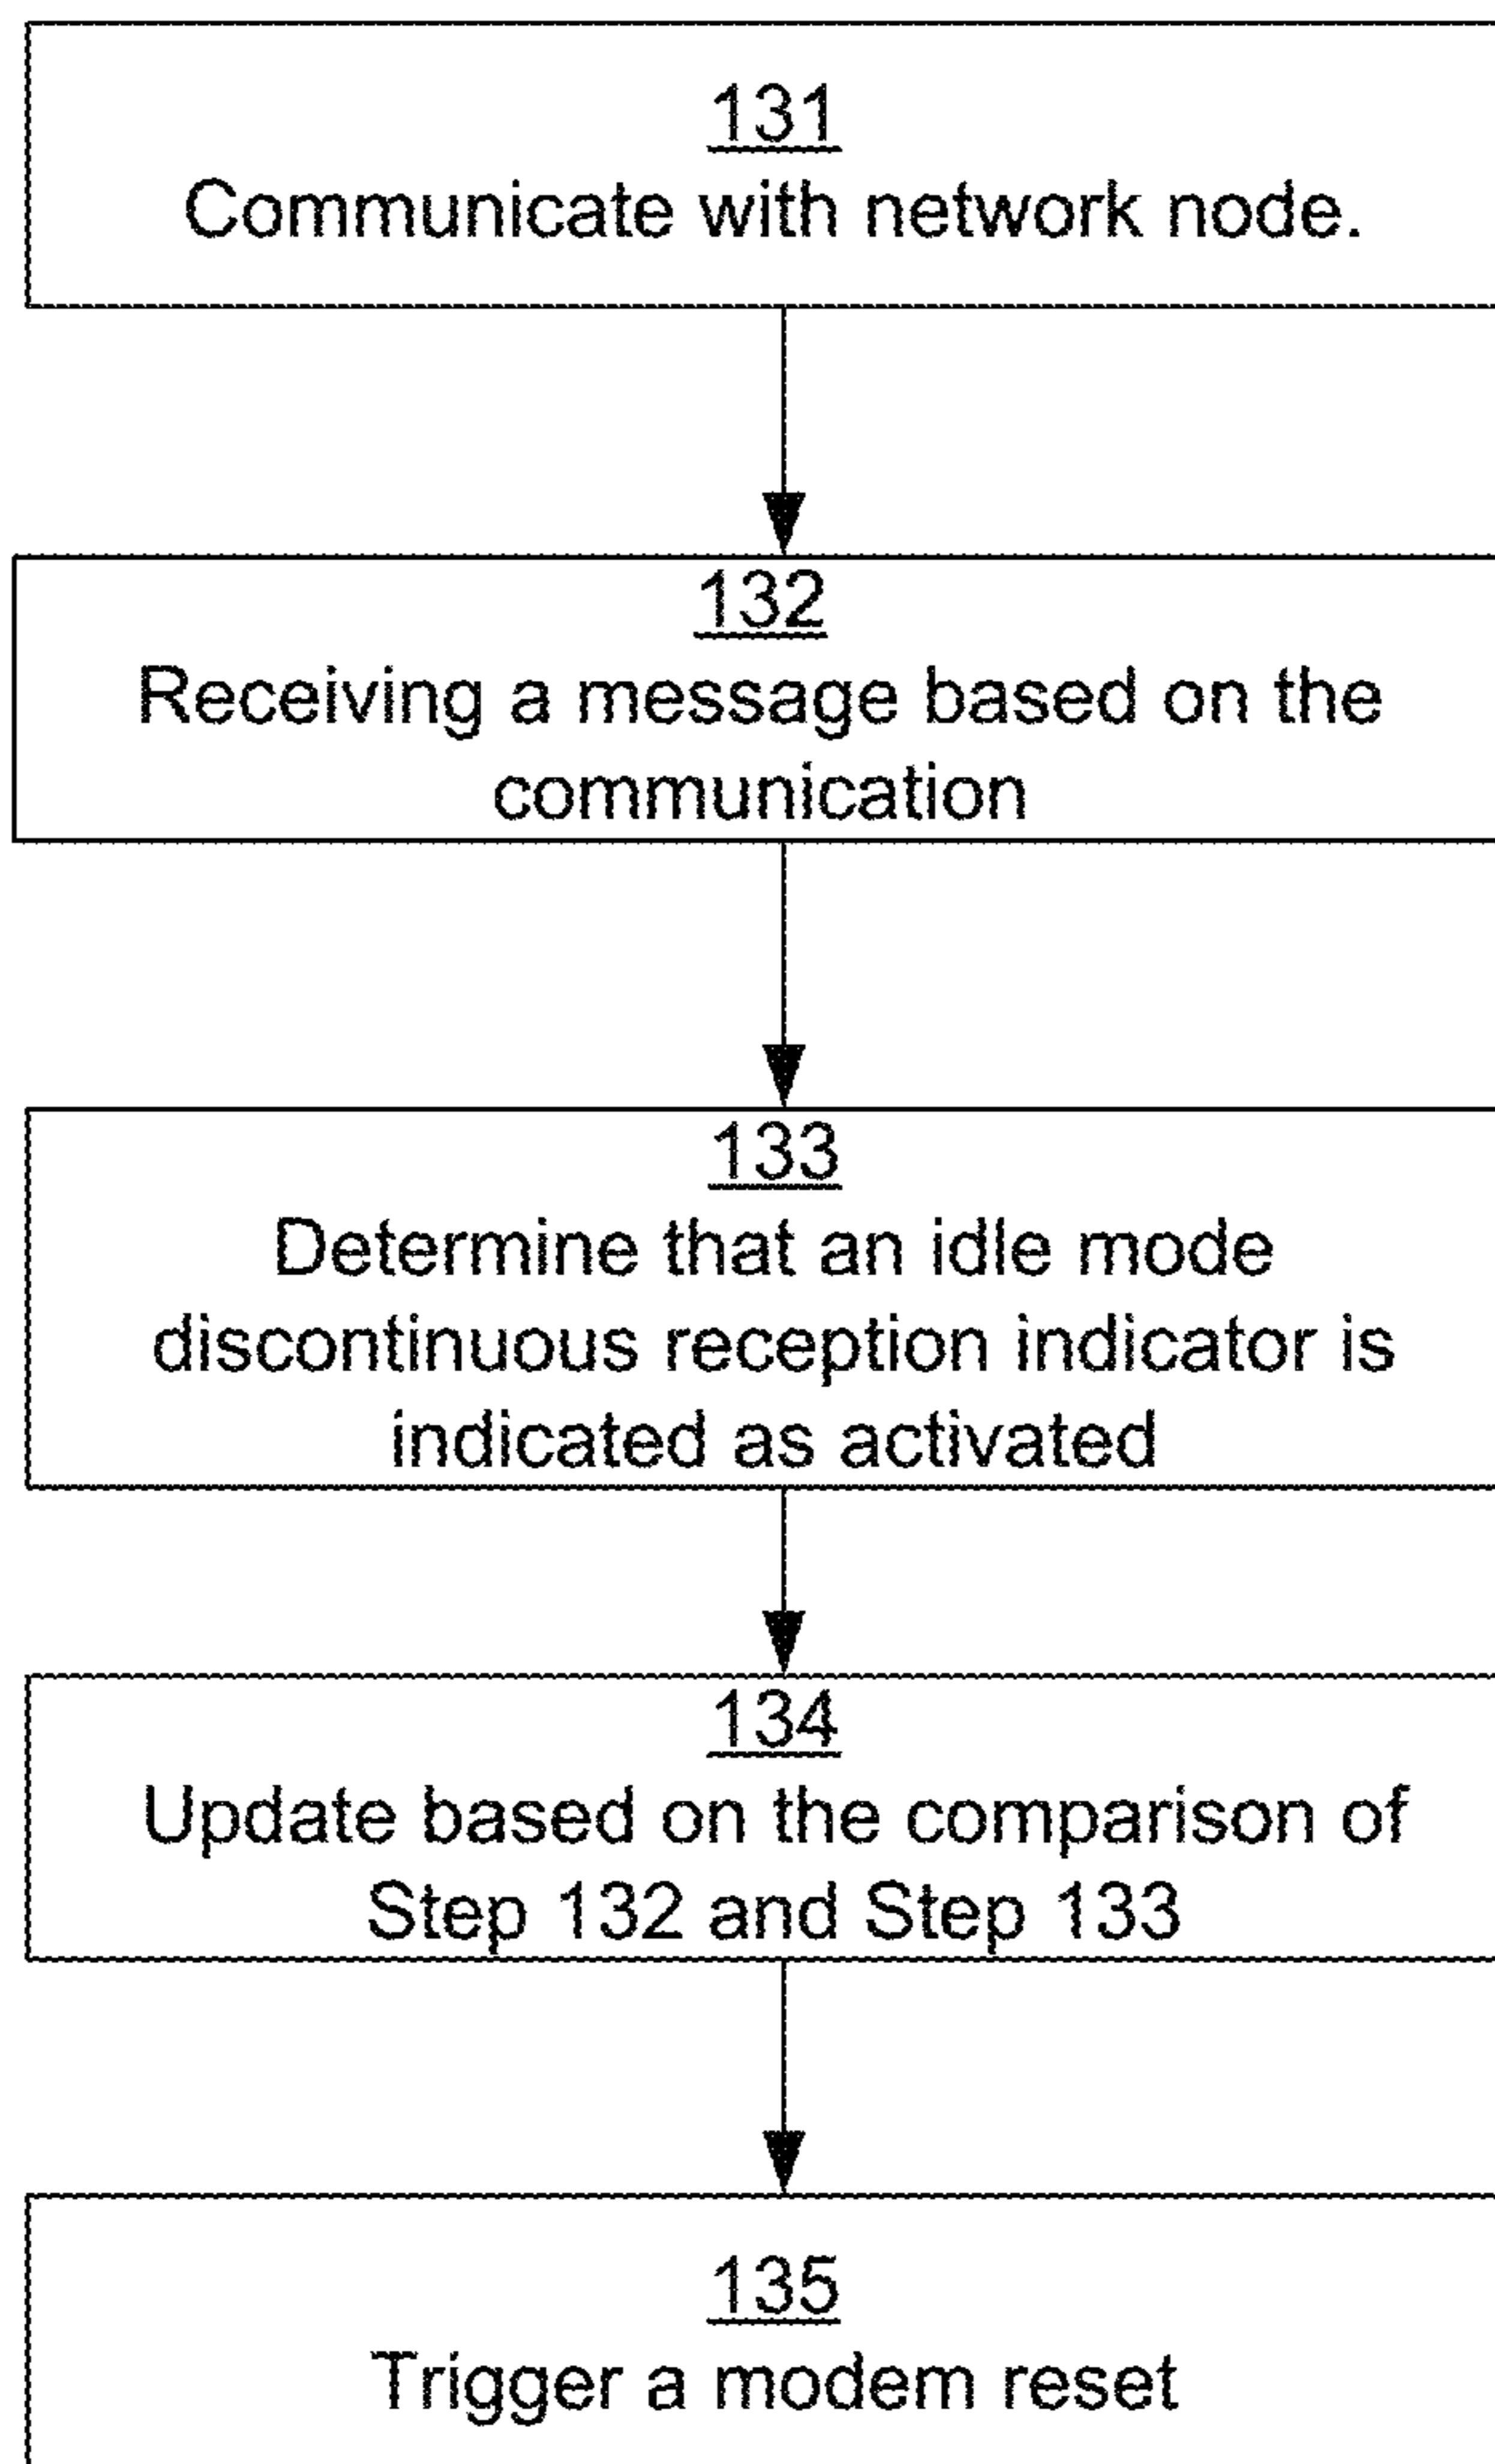 131
Communicate with network node.
132
Receiving a message based on the
communication
133
Determine that an idle mode
discontinuous reception indicator is
indicated as activated
134
Update based on the comparison of
Step 132 and Step 133
135
Trigger a modem reset